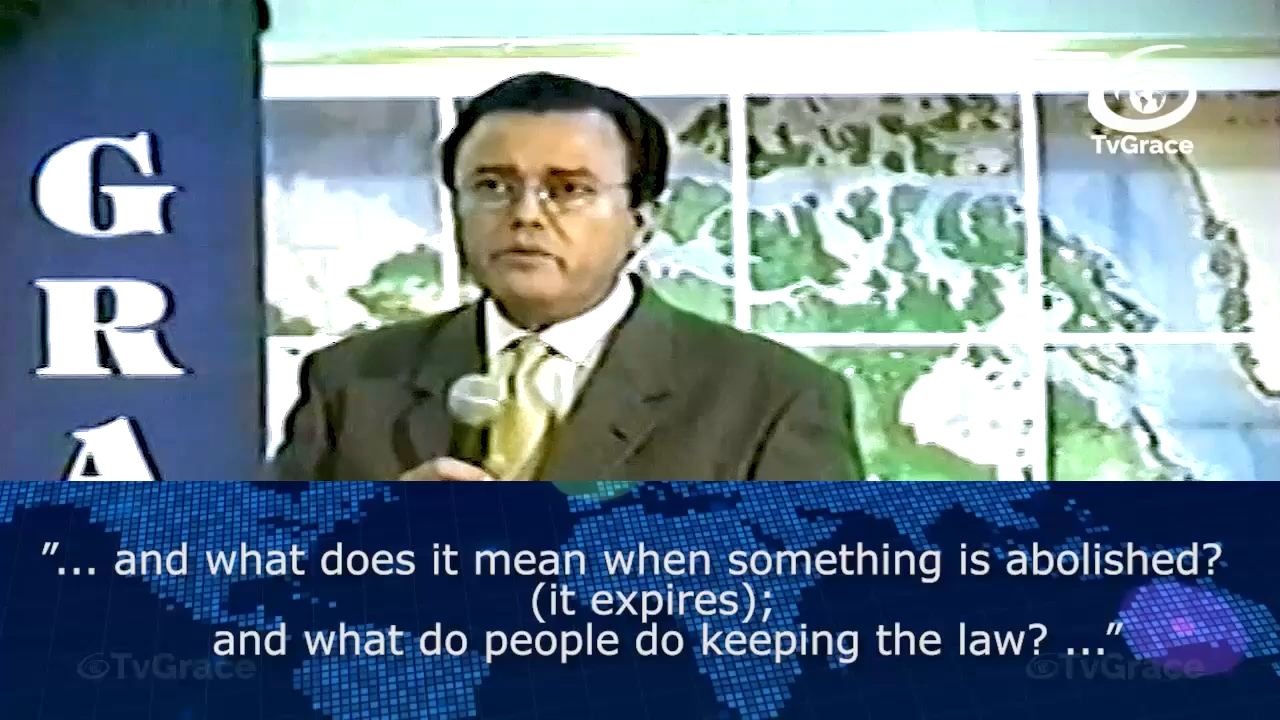 G
R
A
TvGrace
"... and what does it mean when something is abolished?
(it expires);
and what do people do keeping the law? ..."
TvGrace
TvGrace